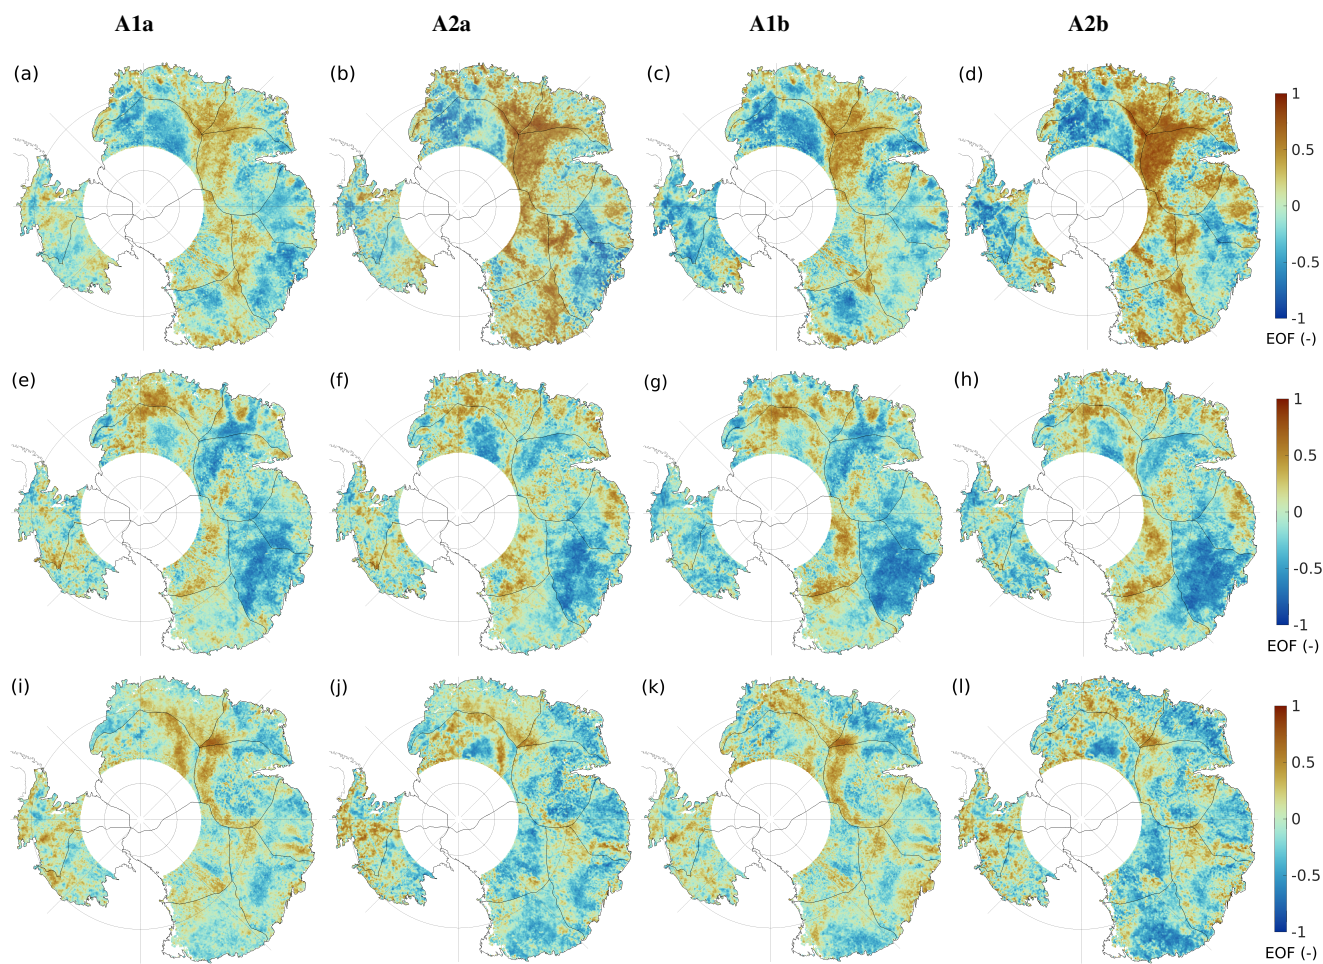 A1a A2a A1b A2b
(a) (b) (c) (d)
1
0.5
0
-0.5
-1
EOF (-)
(e) (f) (g) (h)
1
0.5
0
-0.5
-1
EOF (-)
(i) (j) (k) (l)
1
0.5
0
-0.5
-1
EOF (-)